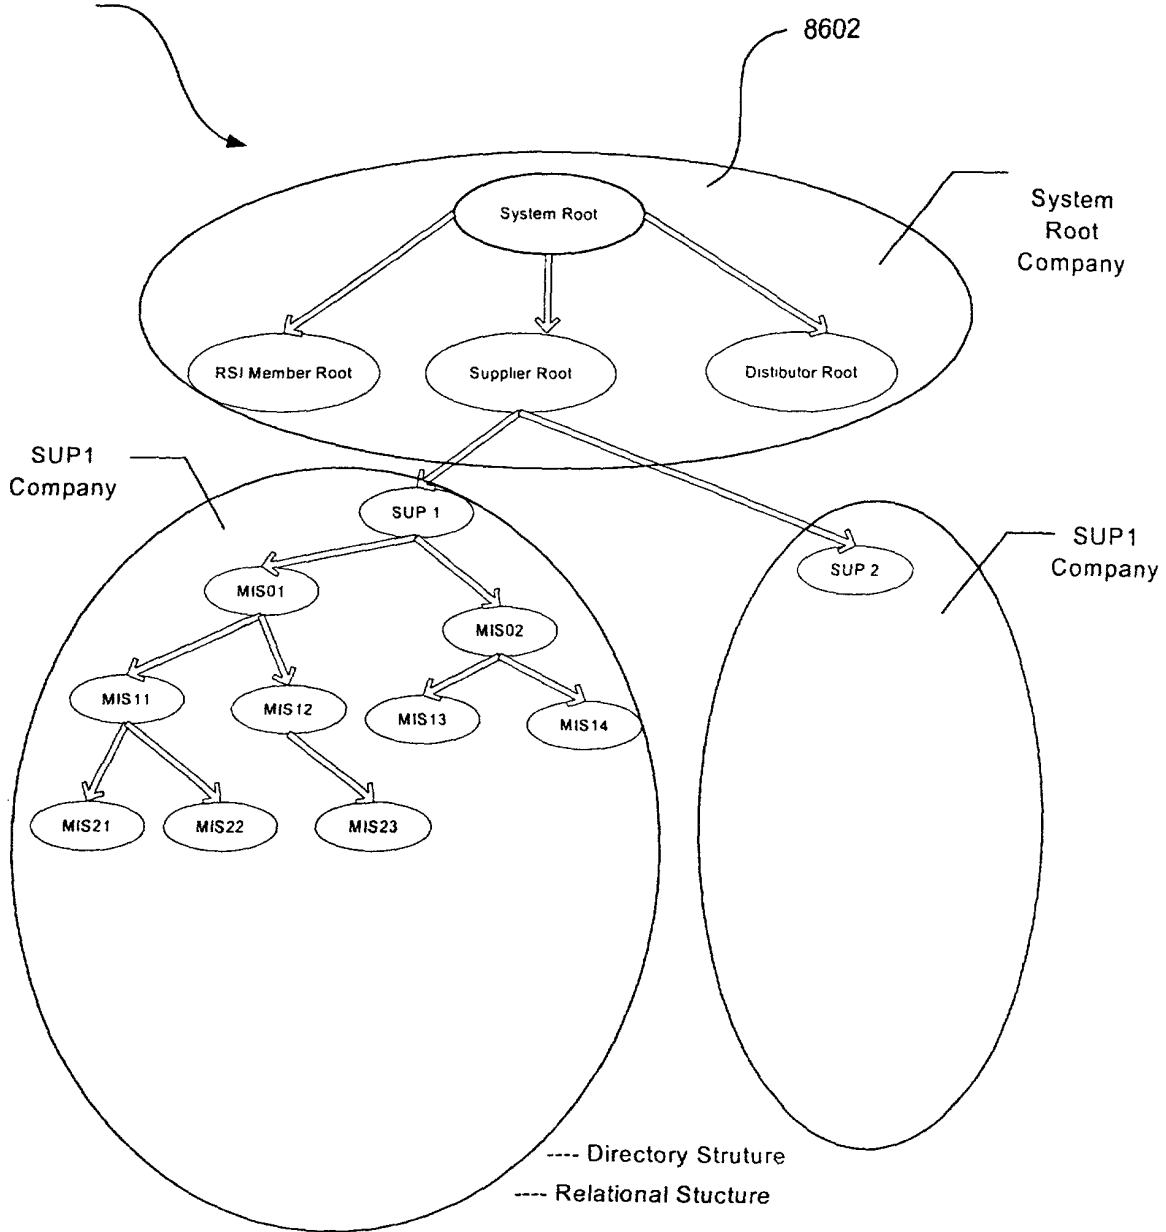 8602
System Root
System
Root
Company
RSI Member Root
Supplier Root
Distibutor Root
SUP1
Company
SUP 1
SUP1
Company
SUP 2
MIS01
MIS02
MIS11
MIS12
MIS13
MIS14
MIS21
MIS22
MIS23
---- Directory Struture
---- Relational Stucture